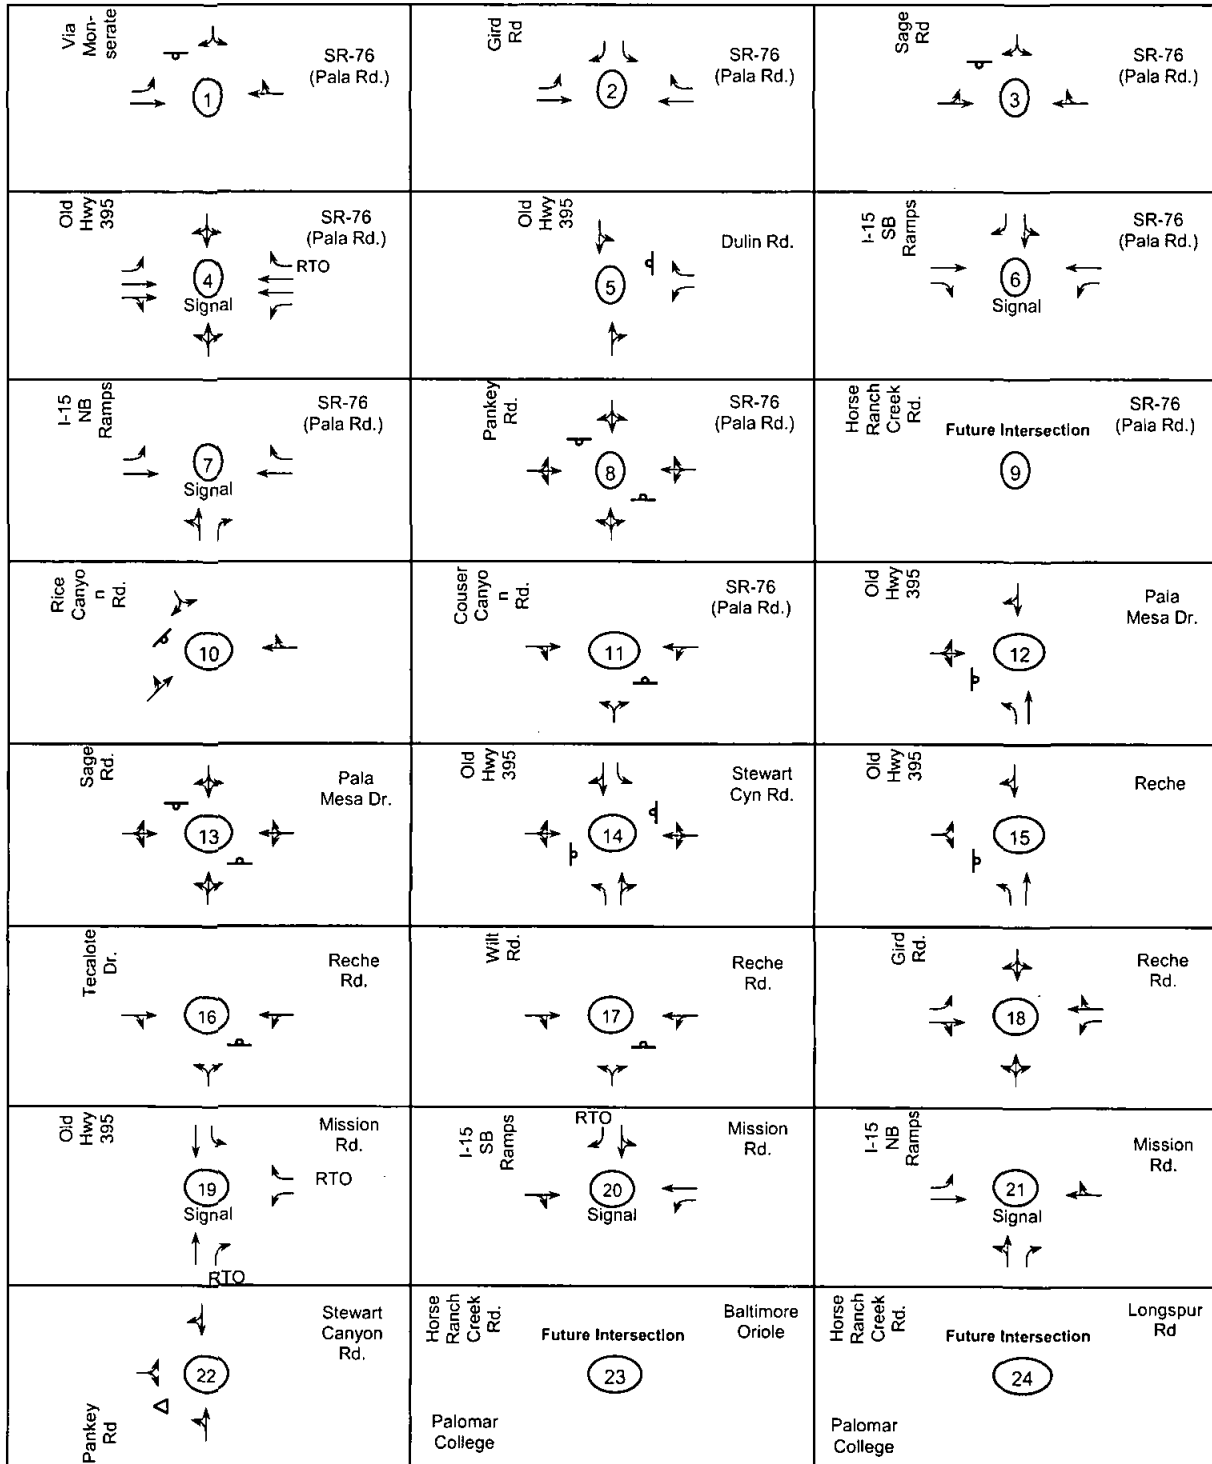 Via
Mon-
serate
SR-76
(Pala Rd.)
1
Gird
Rd
SR-76
(Pala Rd.)
2
Sage
Rd
SR-76
(Pala Rd.)
3
Old
Hwy
395
SR-76
(Pala Rd.)
RTO
4
Signal
Old
Hwy
395
Dulin Rd.
5
I-15
SB
Ramps
SR-76
(Pala Rd.)
6
Signal
I-15
NB
Ramps
SR-76
(Pala Rd.)
7
Signal
Pankey
Rd.
SR-76
(Pala Rd.)
8
Horse
Ranch
Creek
Rd.
Future Intersection
SR-76
(Pala Rd.)
9
Rice
Canyo
n
Rd.
10
Couser
Canyo
n
Rd.
SR-76
(Pala Rd.)
11
Old
Hwy
395
Pala
Mesa Dr.
12
Sage
Rd.
Pala
Mesa Dr.
13
Old
Hwy
395
Stewart
Cyn Rd.
14
Old
Hwy
395
Reche
15
Tecalote
Dr.
Reche
Rd.
16
Wilt
Rd.
Reche
Rd.
17
Gird
Rd.
Reche
Rd.
18
Old
Hwy
395
Mission
Rd.
RTO
19
Signal
RTO
I-15
SB
Ramps
RTO
Mission
Rd.
20
Signal
I-15
NB
Ramps
Mission
Rd.
21
Signal
Stewart
Canyon
Rd.
22
Pankey
Rd
Horse
Ranch
Creek
Rd.
Future Intersection
Baltimore
Oriole
23
Palomar
College
Horse
Ranch
Creek
Rd.
Future Intersection
Longspur
Rd
24
Palomar
College